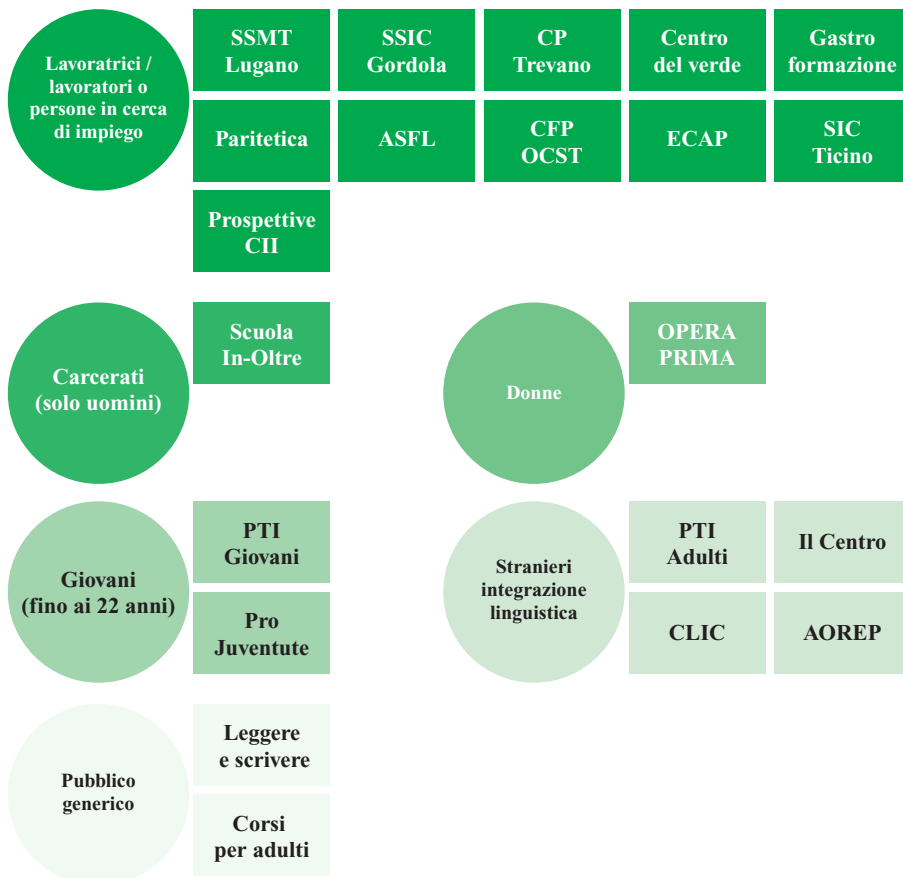 Lavoratrici /
lavoratori o
persone in cerca
di impiego
SSMT
Lugano
SSIC
Gordola
CP
Trevano
Centro
del verde
Gastro
formazione
Paritetica
ASFL
CFP
OCST
ECAP
SIC
Ticino
Prospettive
CII
Carcerati
(solo uomini)
Scuola
In-Oltre
Donne
OPERA
PRIMA
Giovani
(fino ai 22 anni)
PTI
Giovani
Pro
Juventute
Stranieri
integrazione
linguistica
PTI
Adulti
Il Centro
CLIC
AOREP
Pubblico
generico
Leggere
e scrivere
Corsi
per adulti